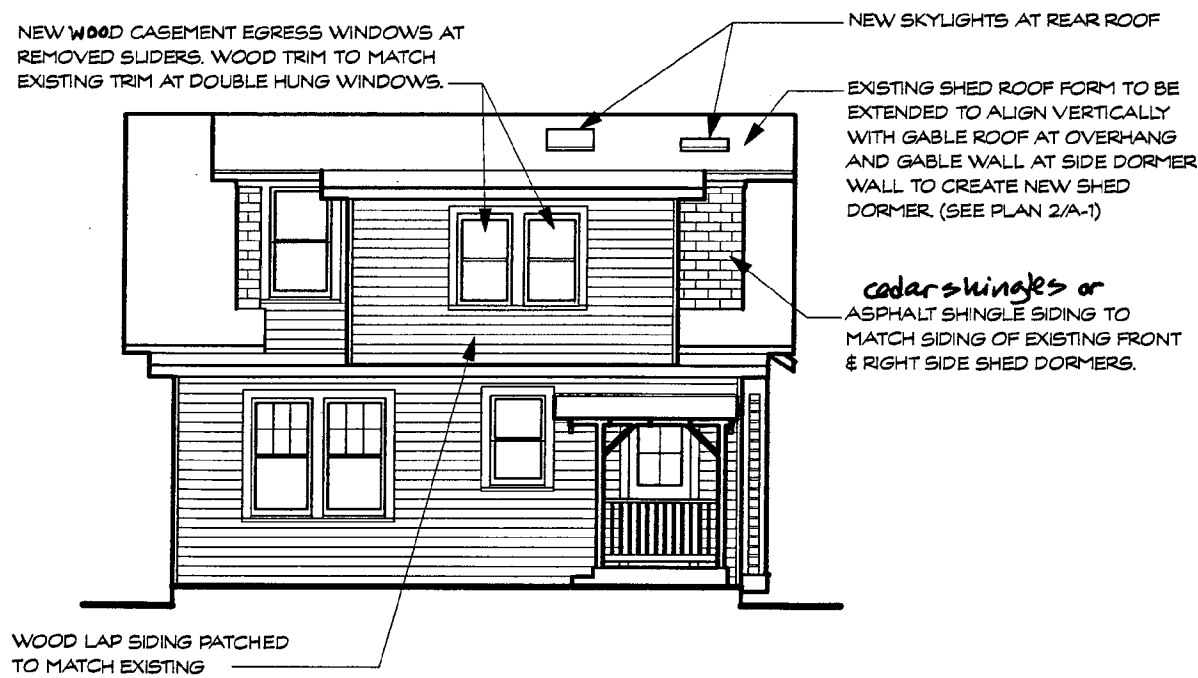 NEW WOOD CASEMENT EGRESS WINDOWS AT
REMOVED SLIDERS. WOOD TRIM TO MATCH
EXISTING TRIM AT DOUBLE HUNG WINDOWS.
NEW SKYLIGHTS AT REAR ROOF
EXISTING SHED ROOF FORM TO BE
EXTENDED TO ALIGN VERTICALLY
WITH GABLE ROOF AT OVERHANG
AND GABLE WALL AT SIDE DORMER
WALL TO CREATE NEW SHED
DORMER. (SEE PLAN 2/A-1)
cedar shingles or
ASPHALT SHINGLE SIDING TO
MATCH SIDING OF EXISTING FRONT
& RIGHT SIDE SHED DORMERS.
WOOD LAP SIDING PATCHED
TO MATCH EXISTING